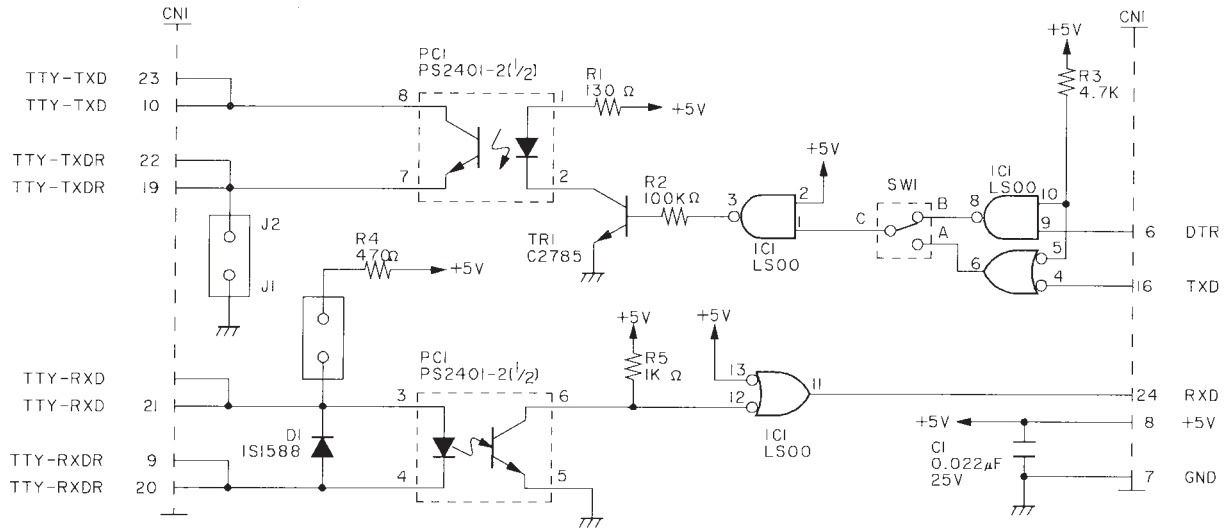 CN1
CN1
PC1
PS2401-2(1/2)
+5V
R3
4.7K
TTY-TXD 23
TTY-TXD 10
8
1
R1
130 Ω
+5V
TTY-TXDR 22
TTY-TXDR 19
7
2
R2
100KΩ
3
+5V
2
1
SW1
C
B
A
IC1
LS00
8
10
9
6 DTR
TR1
C2785
IC1
LS00
6
5
4
16 TXD
J2
J1
R4
470Ω
+5V
+5V
R5
1K Ω
+5V
PC1
PS2401-2(1/2)
TTY-RXD
TTY-RXD 21
3
6
13
12
11
24 RXD
IC1
LS00
D1
1S1588
+5V
8 +5V
C1
0.022μF
25V
TTY-RXDR 9
TTY-RXDR 20
4
5
7 GND